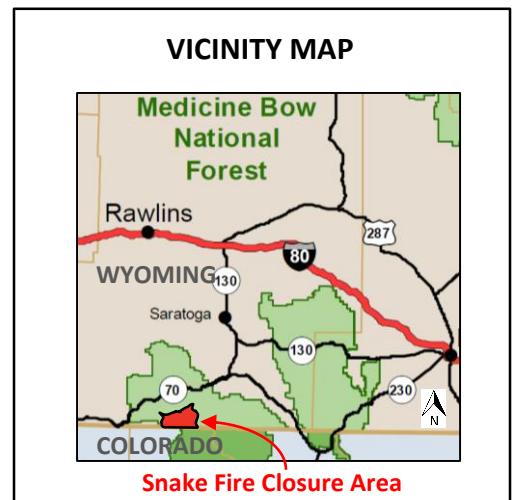 VICINITY MAP
Medicine Bow
National
Forest
Rawlins
287
80
WYOMING
130
Saratoga
130
70
230
N
COLORADO
Snake Fire Closure Area